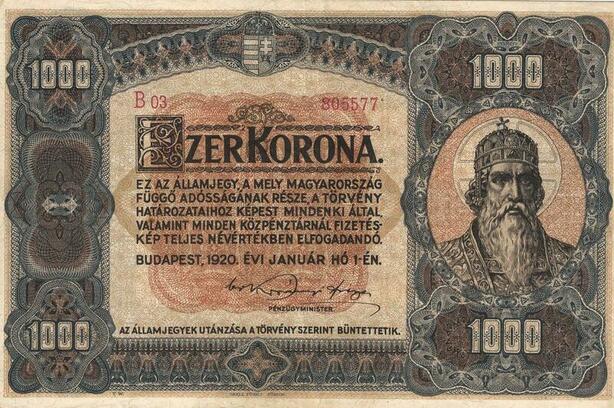 1000
1000
B 03
805577
EZER KORONA.
EZ AZ ÁLLAMJEGY, A MELY MAGYARORSZÁG
FÜGGŐ ADÓSSÁGÁNAK RÉSZE, A TÖRVÉNY
HATÁROZATAIHOZ KÉPEST MINDENKI ÁLTAL,
VALAMINT MINDEN KÖZPÉNZTÁRNÁL FIZETÉS-
KÉP TELJES NÉVÉRTÉKBEN ELFOGADANDÓ.
BUDAPEST, 1920. ÉVI JANUÁR HÓ 1-ÉN.
PÉNZÜGYMINISTER.
1000
1000
AZ ÁLLAMJEGYEK UTÁNZÁSA A TÖRVÉNY SZERINT BÜNTETTETIK.